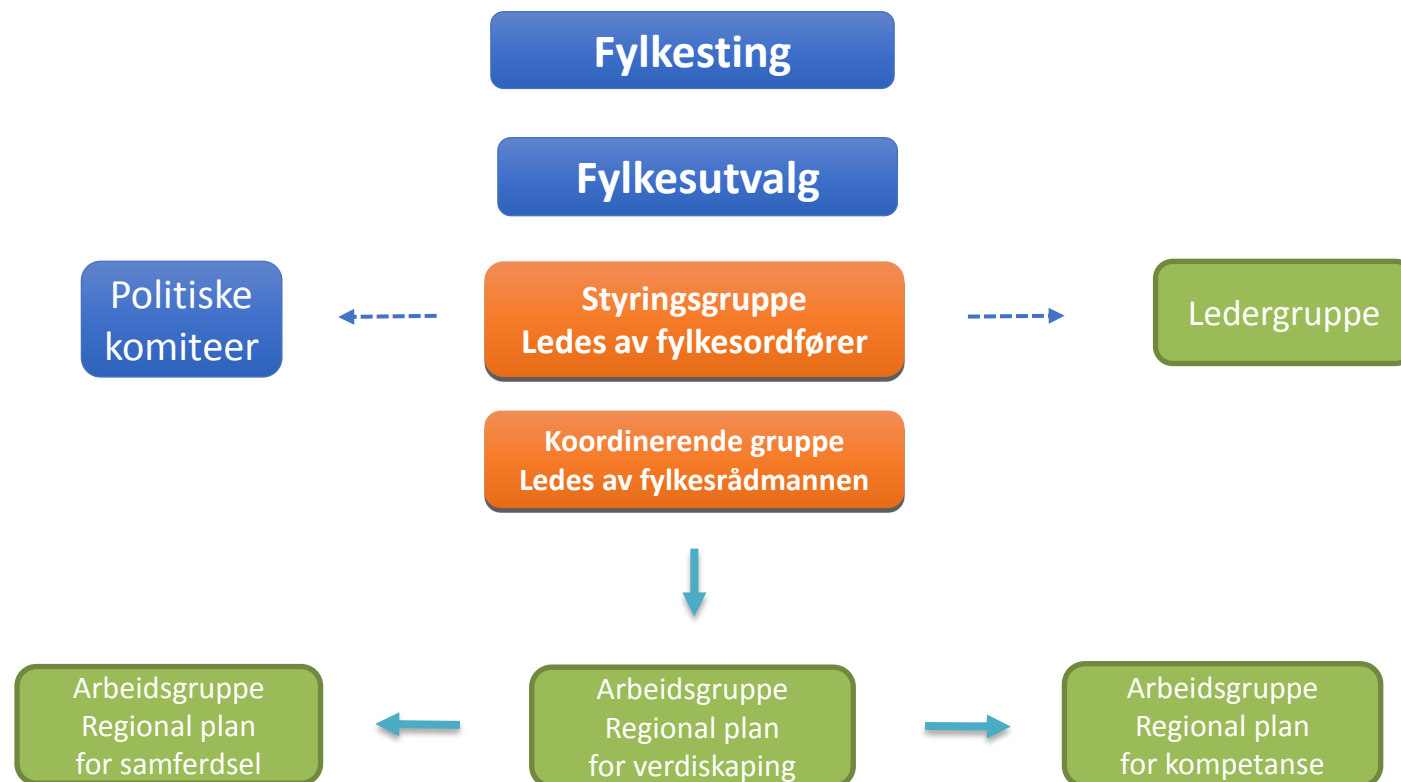 Fylkesting
Fylkesutvalg
Politiske
komiteer
Styringsgruppe
Ledes av fylkesordfører
Ledergruppe
Koordinerende gruppe
Ledes av fylkesrådmannen
Arbeidsgruppe
Regional plan
for samferdsel
Arbeidsgruppe
Regional plan
for verdiskaping
Arbeidsgruppe
Regional plan
for kompetanse